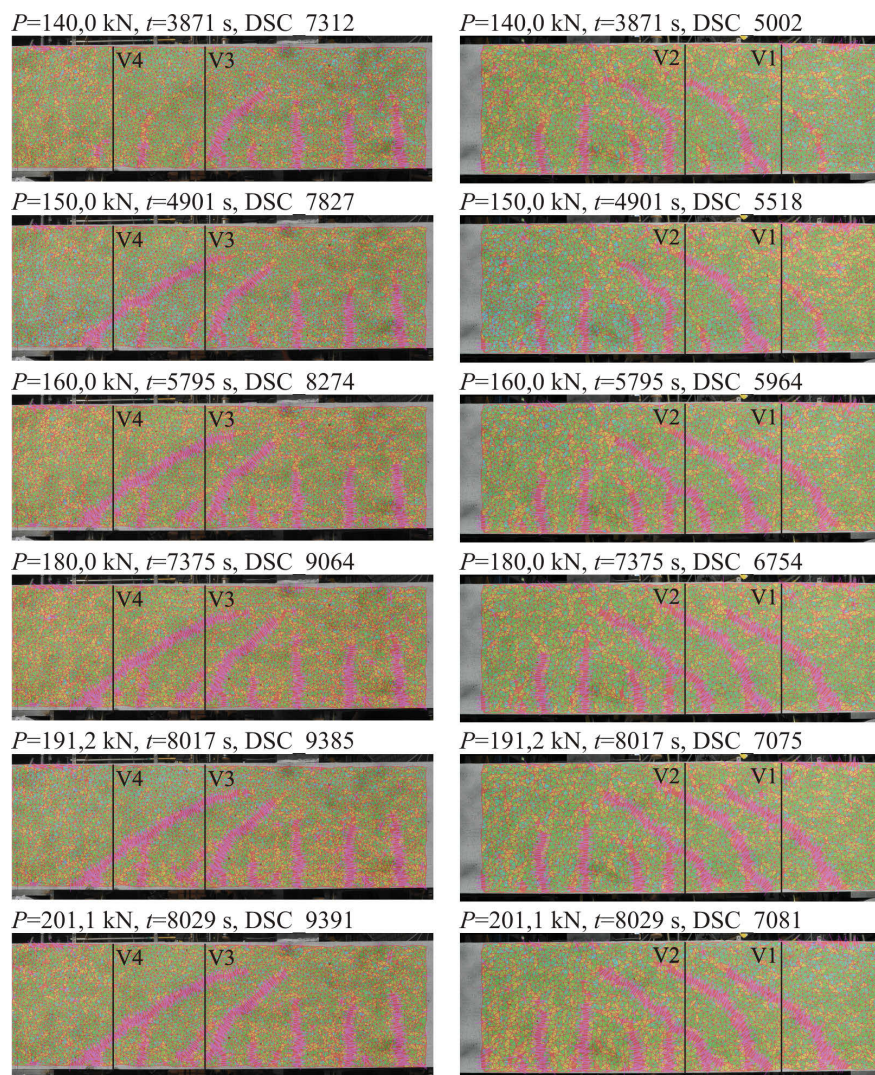 P=140,0 kN, t=3871 s, DSC_7312
P=140,0 kN, t=3871 s, DSC_5002
V4 V3
V2 V1
P=150,0 kN, t=4901 s, DSC_7827
P=150,0 kN, t=4901 s, DSC_5518
V4 V3
V2 V1
P=160,0 kN, t=5795 s, DSC_8274
P=160,0 kN, t=5795 s, DSC_5964
V4 V3
V2 V1
P=180,0 kN, t=7375 s, DSC_9064
P=180,0 kN, t=7375 s, DSC_6754
V4 V3
V2 V1
P=191,2 kN, t=8017 s, DSC_9385
P=191,2 kN, t=8017 s, DSC_7075
V4 V3
V2 V1
P=201,1 kN, t=8029 s, DSC_9391
P=201,1 kN, t=8029 s, DSC_7081
V4 V3
V2 V1